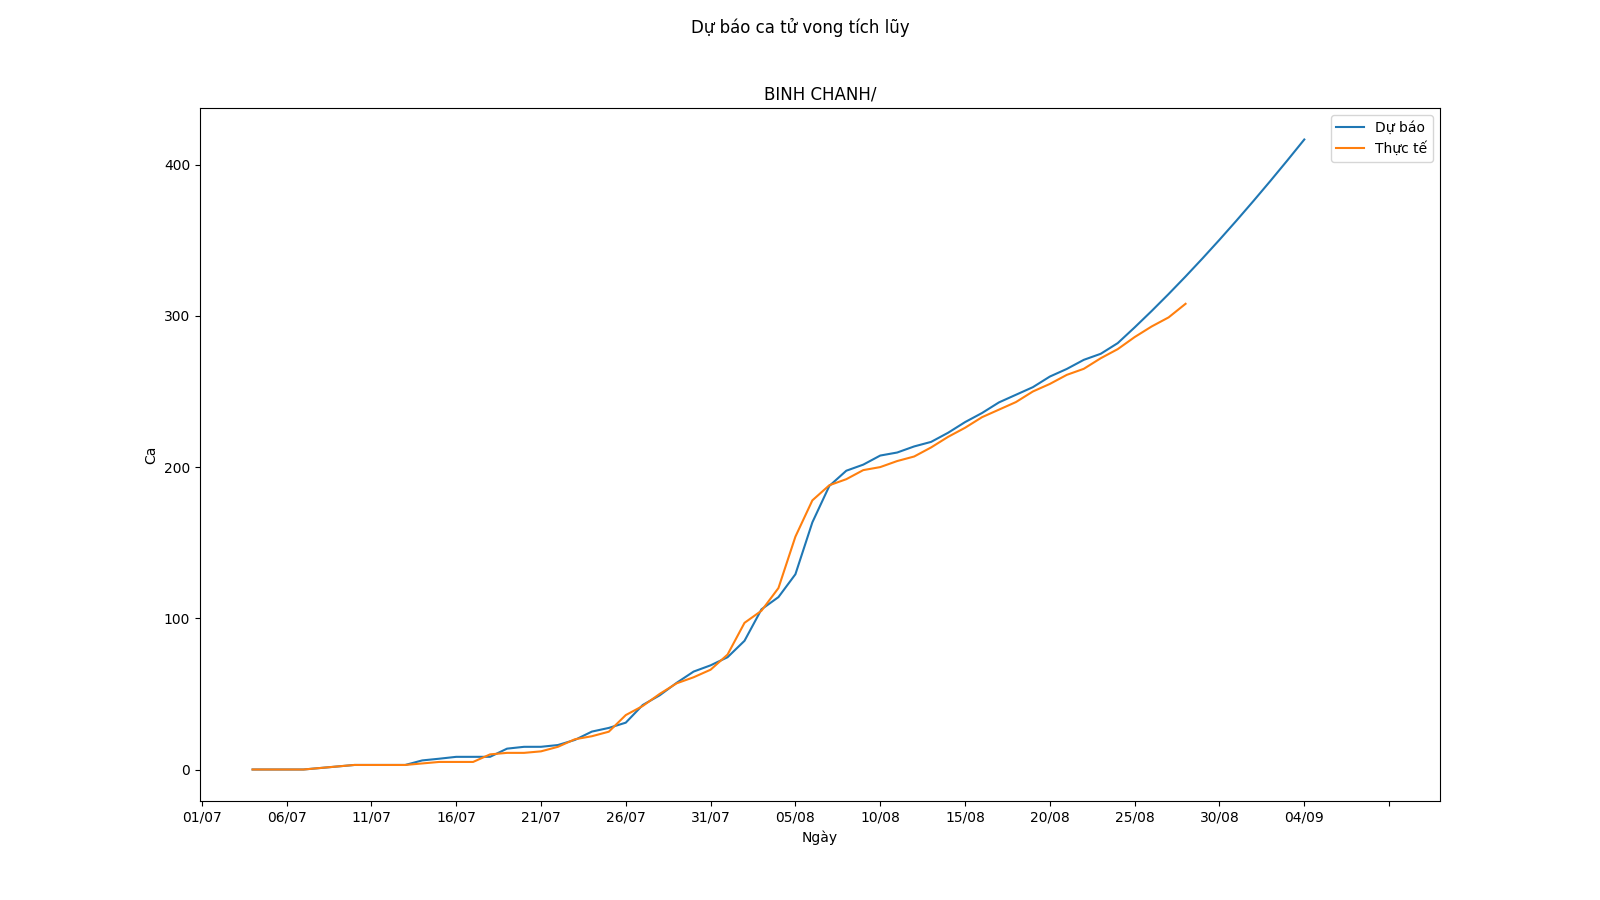 Dự báo ca tử vong tích lũy
BINH CHANH/
Dự báo
Thực tế
400
300
200
100
0
Ca
01/07 06/07 11/07 16/07 21/07 26/07 31/07 05/08 10/08 15/08 20/08 25/08 30/08 04/09
Ngày